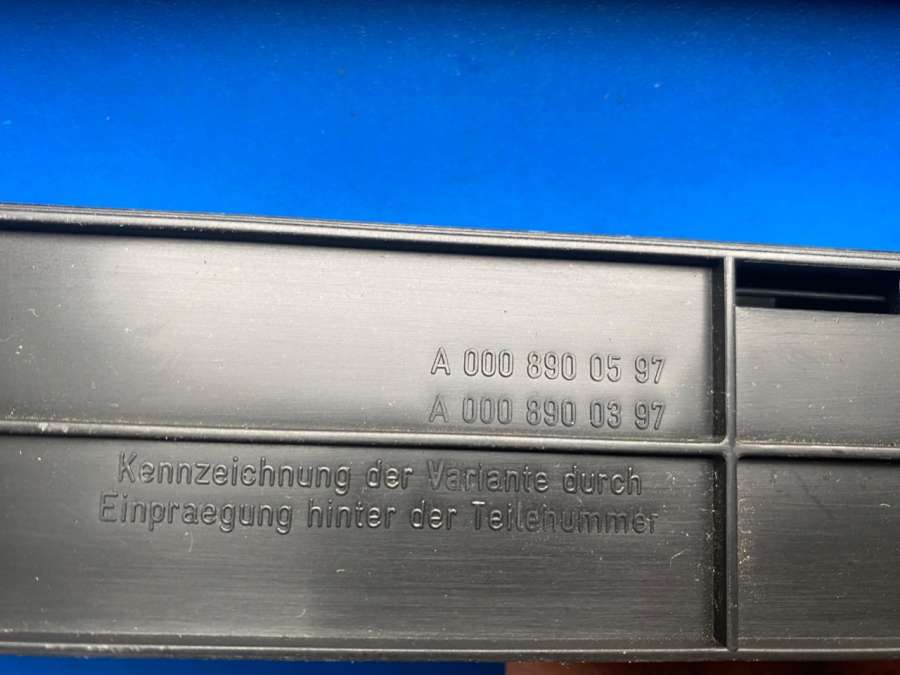 A 000 890 05 97
A 000 890 03 97
Kennzeichnung der Variante durch
Einpraegung hinter der Teilenummer